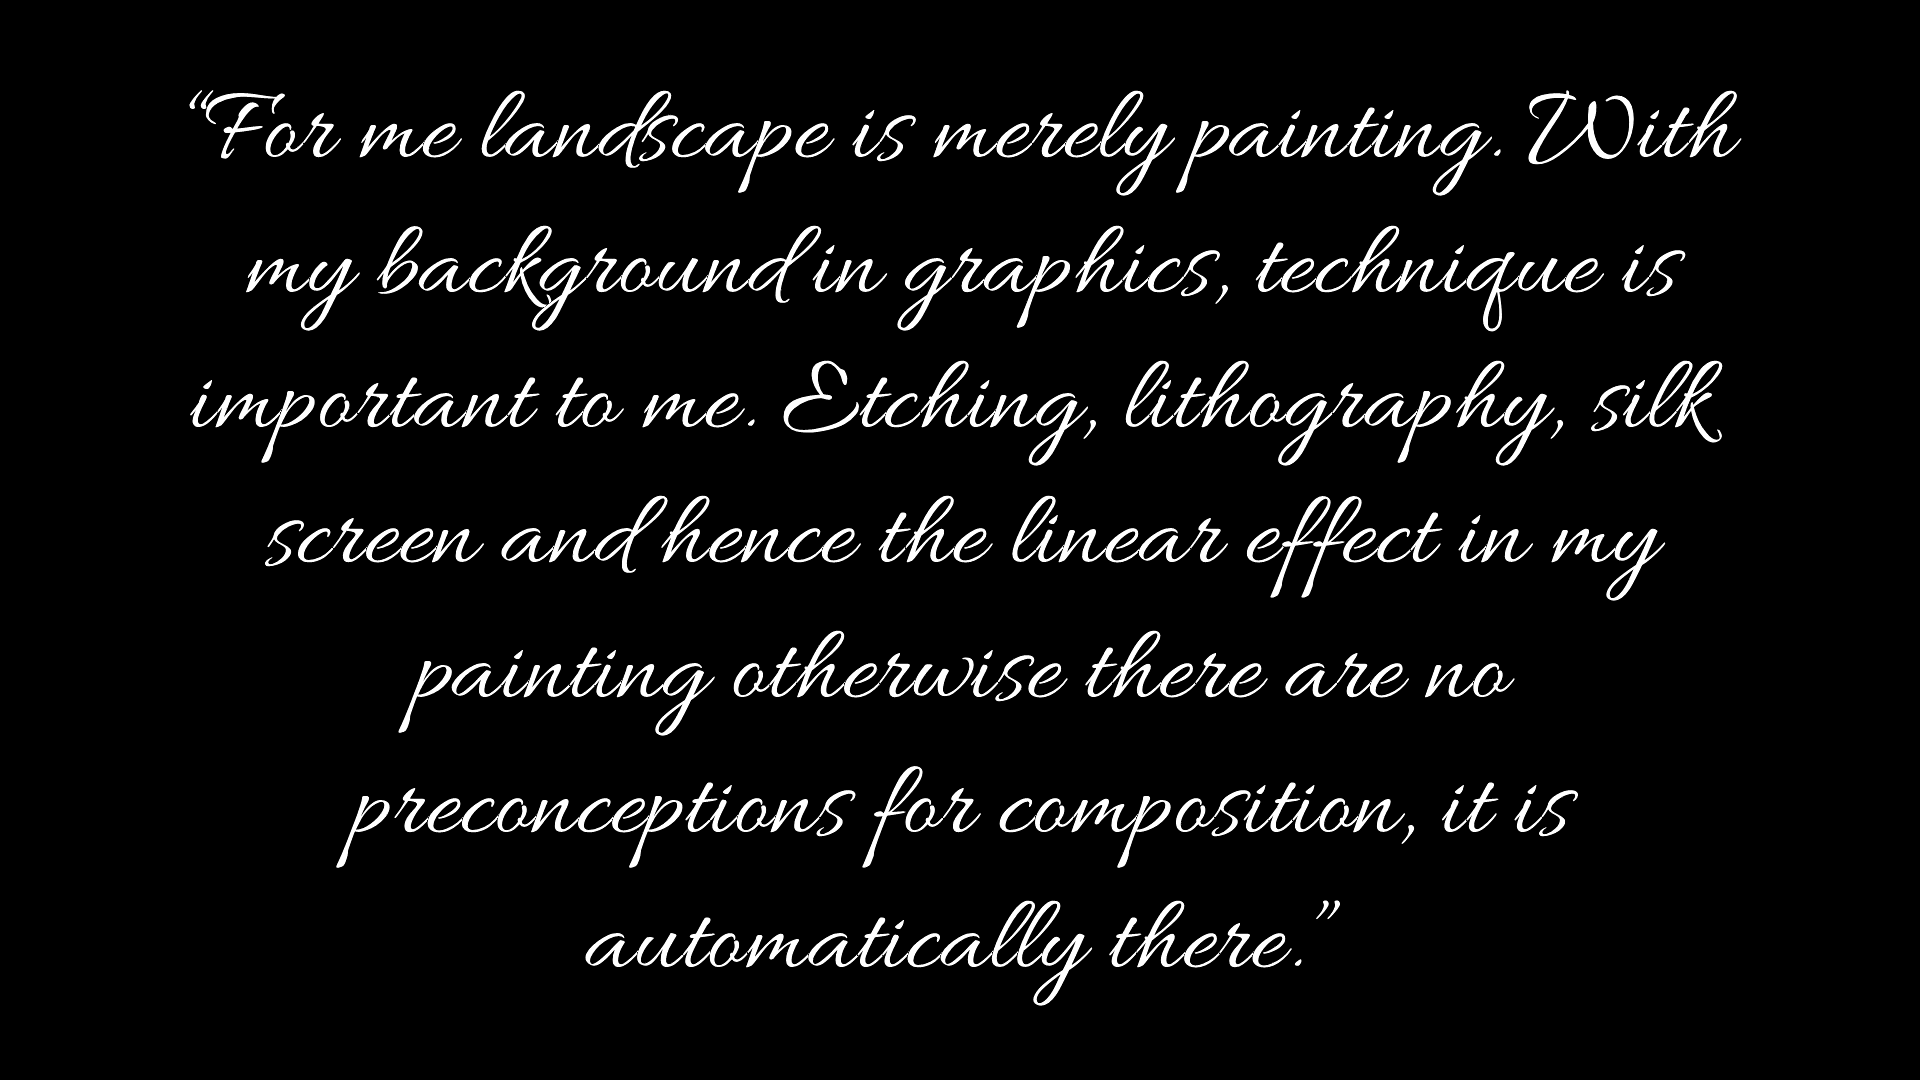 “For me landscape is merely painting. With
my background in graphics, technique is
important to me. Etching, lithography, silk
screen and hence the linear effect in my
painting otherwise there are no
preconceptions for composition, it is
automatically there.”